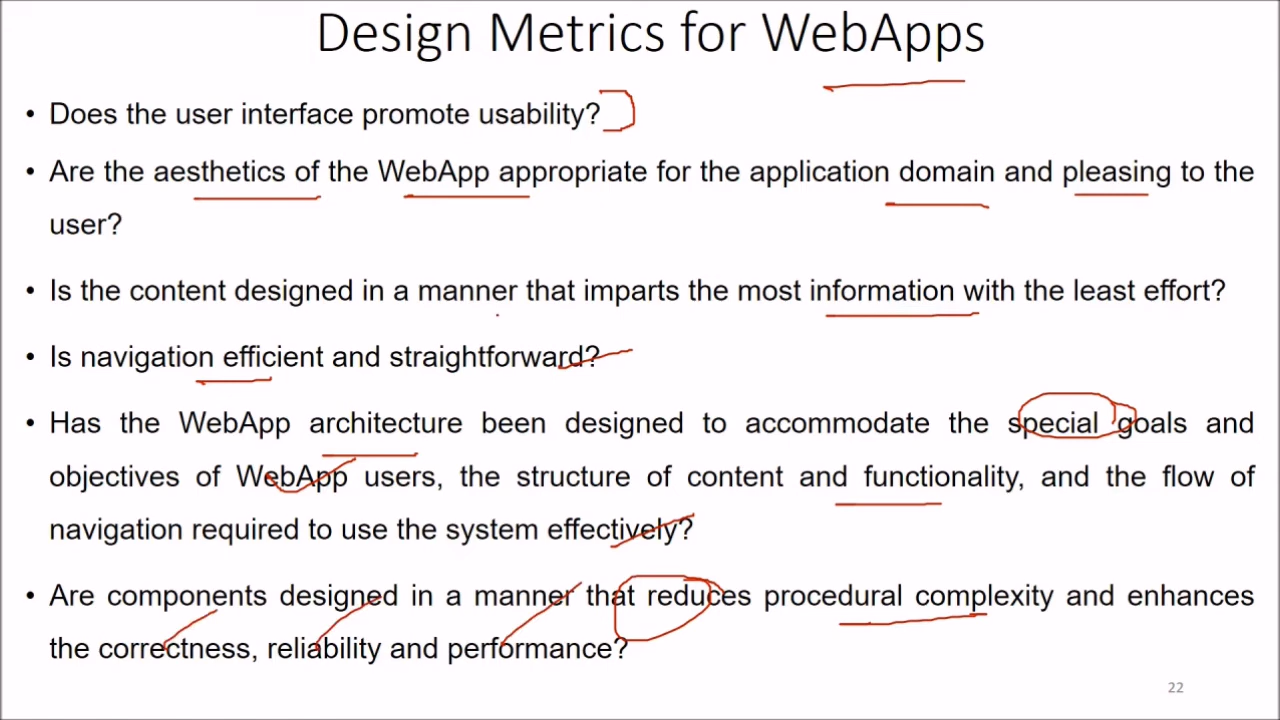 Design Metrics for WebApps
• Does the user interface promote usability?
• Are the aesthetics of the WebApp appropriate for the application domain and pleasing to the
user?
• Is the content designed in a manner that imparts the most information with the least effort?
• Is navigation efficient and straightforward?
• Has the WebApp architecture been designed to accommodate the special goals and
objectives of WebApp users, the structure of content and functionality, and the flow of
navigation required to use the system effectively?
• Are components designed in a manner that reduces procedural complexity and enhances
the correctness, reliability and performance?
22